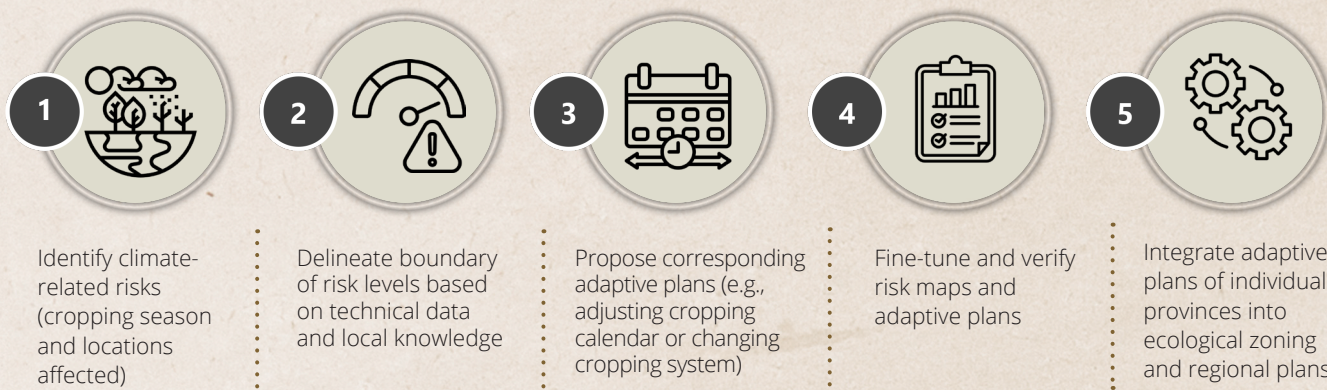 1
Identify climate-
related risks
(cropping season
and locations
affected)
2
Delineate boundary
of risk levels based
on technical data
and local knowledge
3
Propose corresponding
adaptive plans (e.g.,
adjusting cropping
calendar or changing
cropping system)
4
Fine-tune and verify
risk maps and
adaptive plans
5
Integrate adaptive
plans of individual
provinces into
ecological zoning
and regional plans